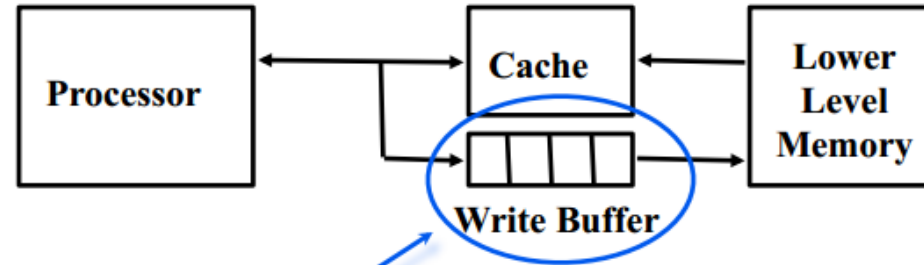 Processor
Cache
Lower
Level
Memory
Write Buffer